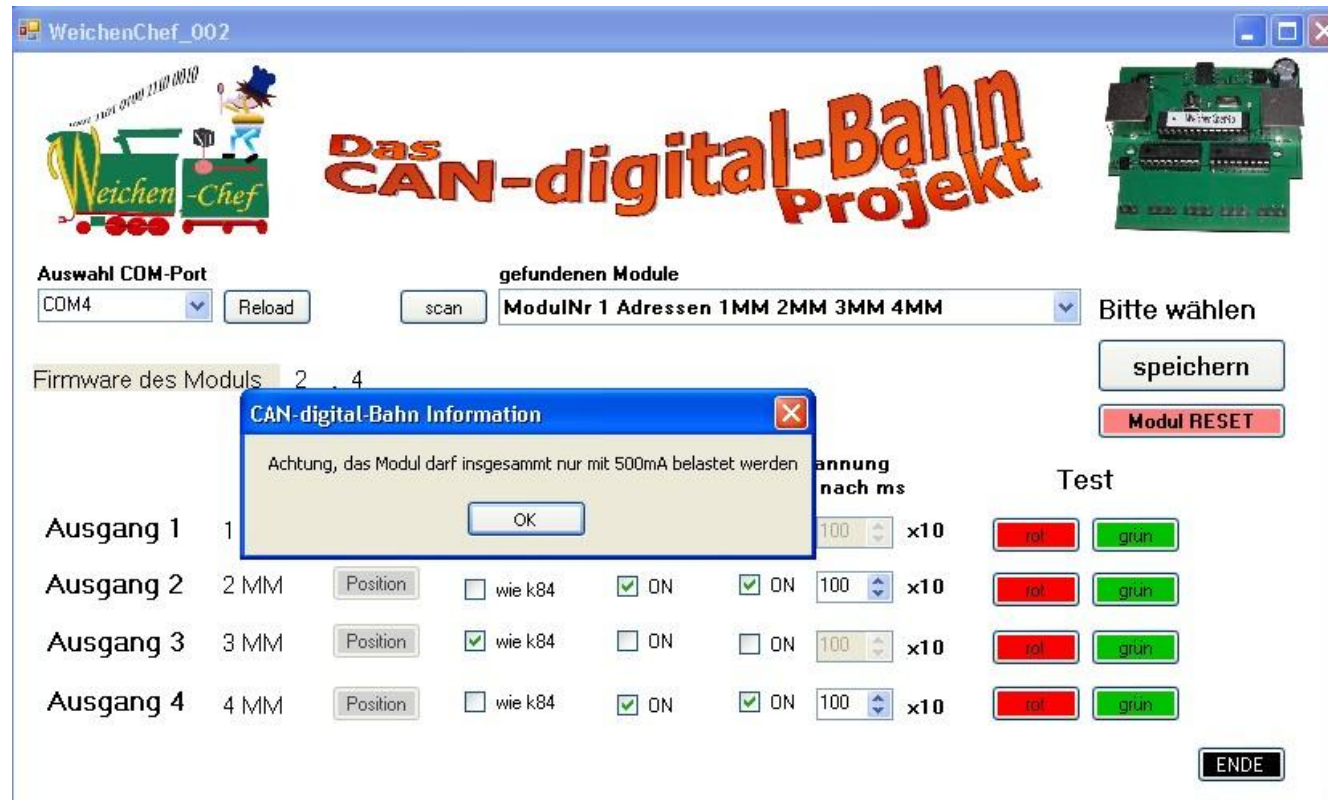 WeichenChef_002
Weichen-Chef
Das
CAN-digital-Bahn
Projekt
Auswahl COM-Port
gefundenen Module
COM4
Reload
scan
ModulNr 1 Adressen 1MM 2MM 3MM 4MM
Bitte wählen
speichern
Firmware des Moduls 2 . 4
Modul RESET
CAN-digital-Bahn Information
Achtung, das Modul darf insgesammt nur mit 500mA belastet werden
OK
annung
nach ms
Test
Ausgang 1 1 100 x10 rot grün
Ausgang 2 2 MM Position wie k84 ON ON 100 x10 rot grün
Ausgang 3 3 MM Position wie k84 ON ON 100 x10 rot grün
Ausgang 4 4 MM Position wie k84 ON ON 100 x10 rot grün
ENDE